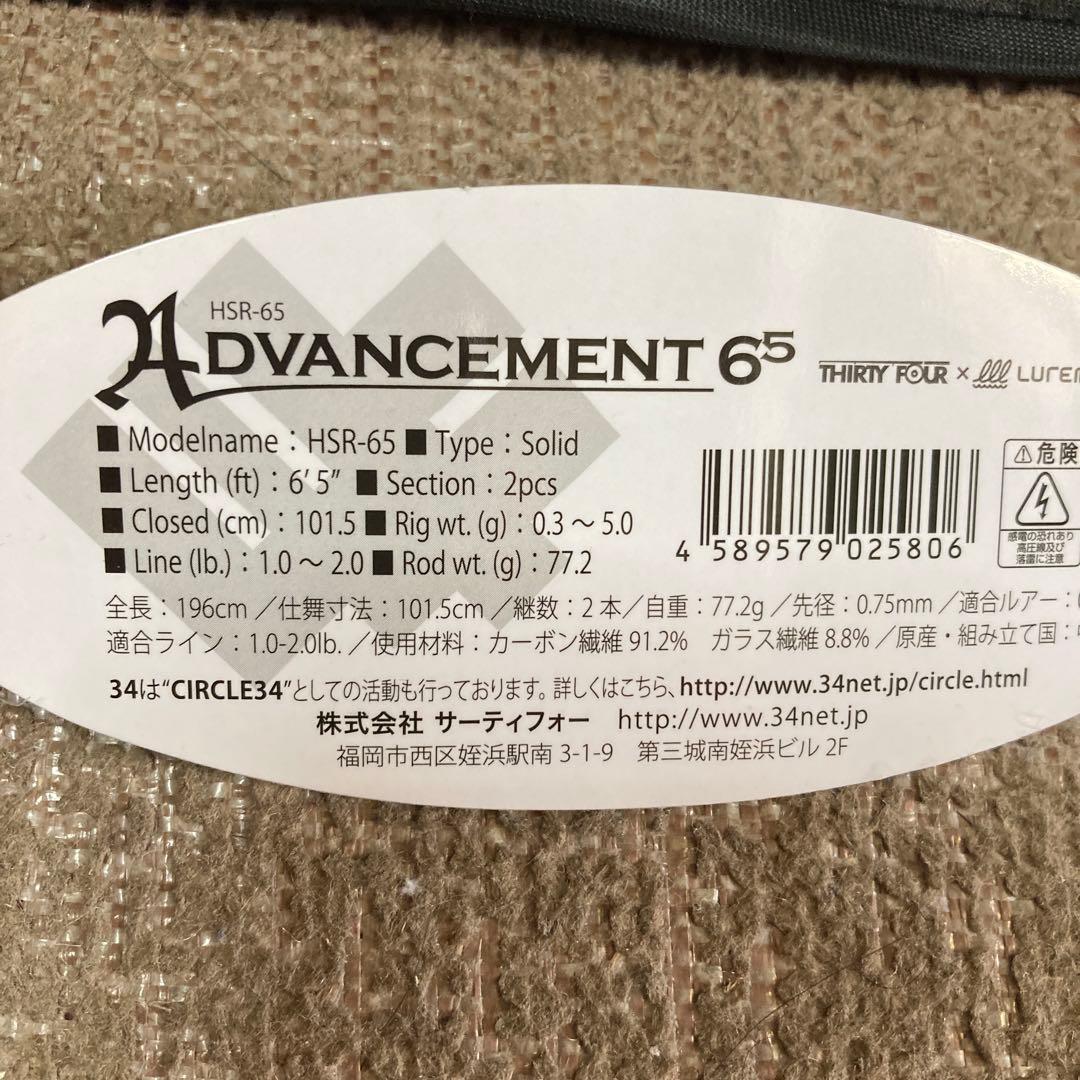 HSR-65
ADVANCEMENT 65
THIRTY FOUR × LUREM
■ Modelname：HSR-65 ■ Type：Solid
■ Length (ft)：6’5” ■ Section：2pcs
■ Closed (cm)：101.5 ■ Rig wt. (g)：0.3～5.0
■ Line (lb.)：1.0～2.0 ■ Rod wt. (g)：77.2
4 589579 025806
⚠危険
感電の恐れあり
高圧線及び
落雷に注意
全長：196cm ／仕舞寸法：101.5cm ／継数：2 本／自重：77.2g ／先径：0.75mm ／適合ルアー：
適合ライン：1.0-2.0lb. ／使用材料：カーボン繊維 91.2% ガラス繊維 8.8% ／原産・組み立て国：
34は“CIRCLE34”としての活動も行っております。詳しくはこちら、http://www.34net.jp/circle.html
株式会社 サーティフォー http://www.34net.jp
福岡市西区姪浜駅南 3-1-9 第三城南姪浜ビル 2F